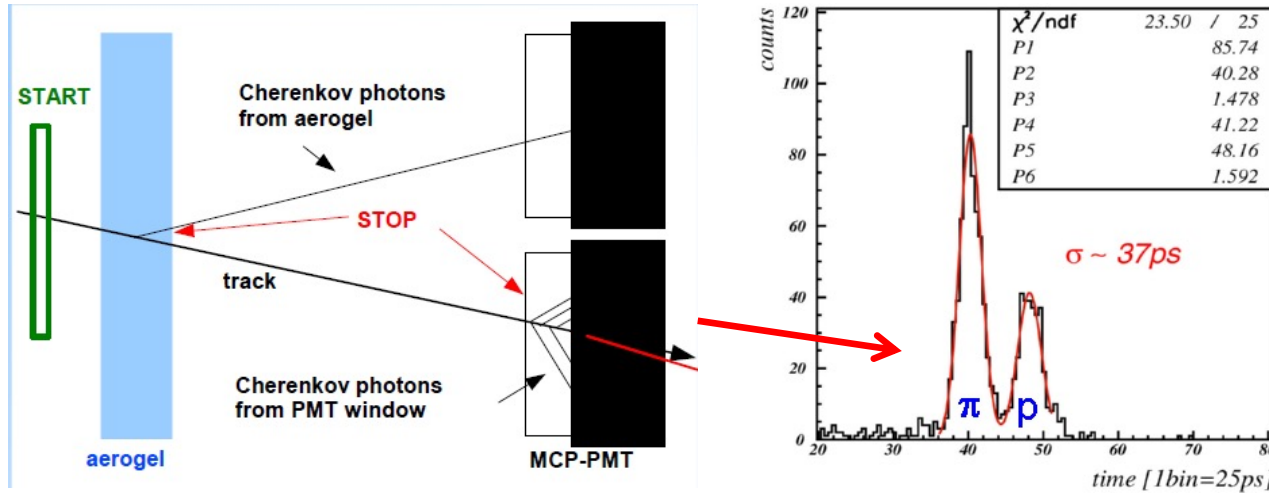 START
Cherenkov photons
from aerogel
STOP
track
Cherenkov photons
from PMT window
aerogel
MCP-PMT
counts
120
100
80
60
40
20
0
χ²/ndf 23.50 / 25
P1 85.74
P2 40.28
P3 1.478
P4 41.22
P5 48.16
P6 1.592
σ ~ 37ps
π p
20 30 40 50 60 70 80
time [1bin=25ps]